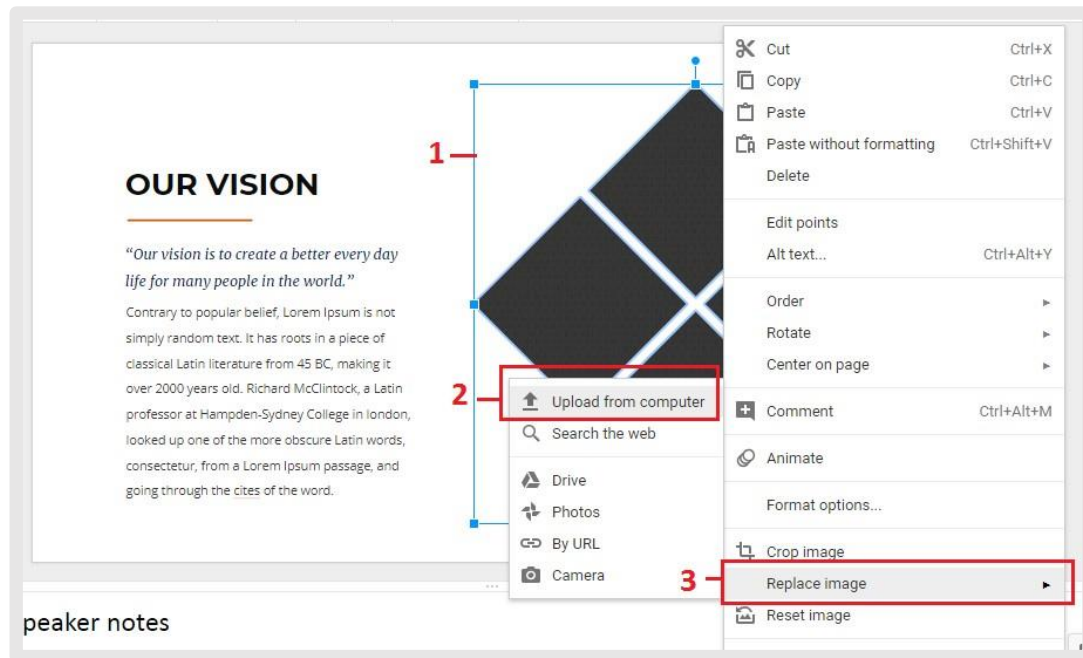 OUR VISION
“Our vision is to create a better every day
life for many people in the world.”
Contrary to popular belief, Lorem Ipsum is not
simply random text. It has roots in a piece of
classical Latin literature from 45 BC, making it
over 2000 years old. Richard McClintock, a Latin
professor at Hampden-Sydney College in london,
looked up one of the more obscure Latin words,
consectetur, from a Lorem Ipsum passage, and
going through the cites of the word.
1
2
Upload from computer
Search the web
Drive
Photos
By URL
Camera
Cut Ctrl+X
Copy Ctrl+C
Paste Ctrl+V
Paste without formatting Ctrl+Shift+V
Delete
Edit points
Alt text... Ctrl+Alt+Y
Order
Rotate
Center on page
Comment Ctrl+Alt+M
Animate
Format options...
Crop image
3
Replace image
Reset image
peaker notes